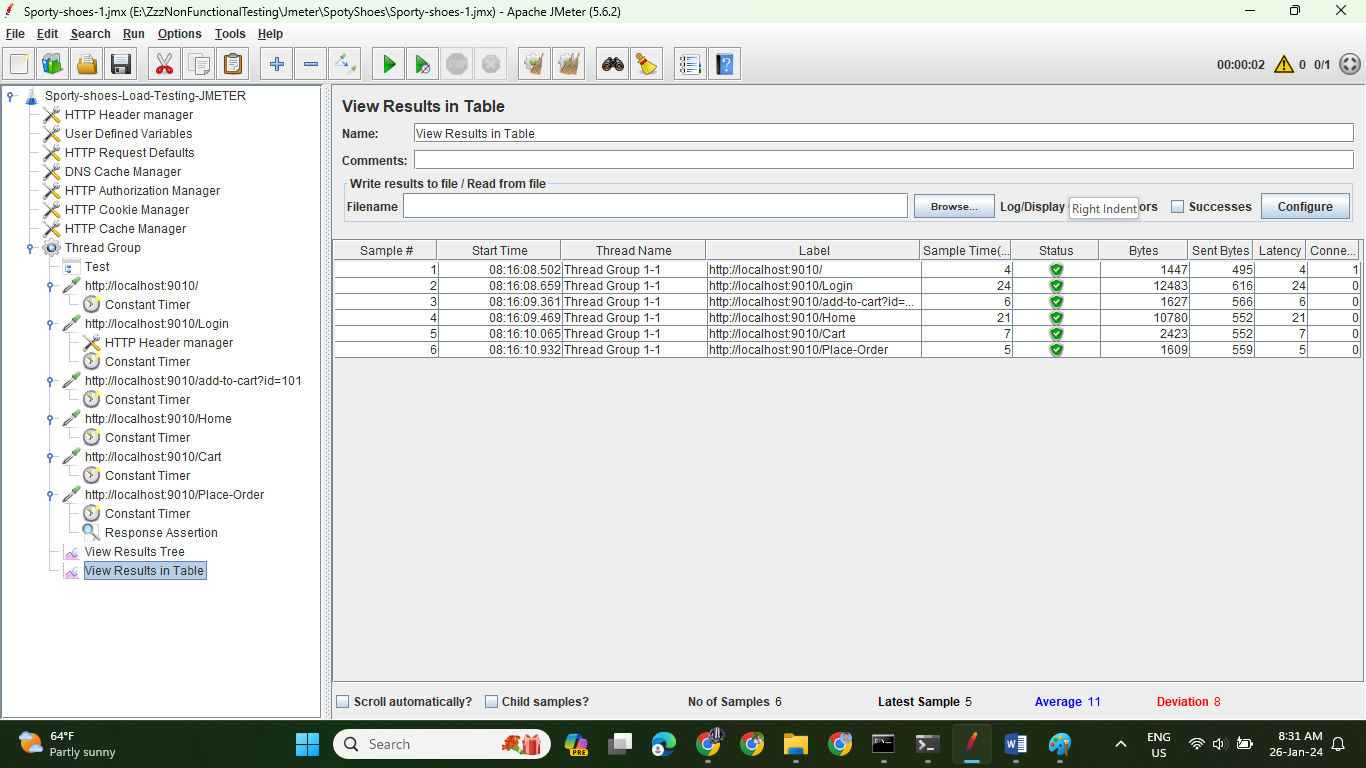 Sporty-shoes-1.jmx (E:\ZzzNonFunctionalTesting\Jmeter\SpotyShoes\Sporty-shoes-1.jmx) - Apache JMeter (5.6.2)
File Edit Search Run Options Tools Help
00:00:02 0 0/1
Sporty-shoes-Load-Testing-JMETER
HTTP Header manager
User Defined Variables
HTTP Request Defaults
DNS Cache Manager
HTTP Authorization Manager
HTTP Cookie Manager
HTTP Cache Manager
Thread Group
Test
http://localhost:9010/
Constant Timer
http://localhost:9010/Login
HTTP Header manager
Constant Timer
http://localhost:9010/add-to-cart?id=101
Constant Timer
http://localhost:9010/Home
Constant Timer
http://localhost:9010/Cart
Constant Timer
http://localhost:9010/Place-Order
Constant Timer
Response Assertion
View Results Tree
View Results in Table
View Results in Table
Name: View Results in Table
Comments:
Write results to file / Read from file
Filename Browse... Log/Display Right Indent ors Successes Configure
Sample # Start Time Thread Name Label Sample Time(... Status Bytes Sent Bytes Latency Conne...
1 08:16:08.502 Thread Group 1-1 http://localhost:9010/ 4 1447 495 4 1
2 08:16:08.659 Thread Group 1-1 http://localhost:9010/Login 24 12483 616 24 0
3 08:16:09.361 Thread Group 1-1 http://localhost:9010/add-to-cart?id=... 6 1627 566 6 0
4 08:16:09.469 Thread Group 1-1 http://localhost:9010/Home 21 10780 552 21 0
5 08:16:10.065 Thread Group 1-1 http://localhost:9010/Cart 7 2423 552 7 0
6 08:16:10.932 Thread Group 1-1 http://localhost:9010/Place-Order 5 1609 559 5 0
Scroll automatically? Child samples? No of Samples 6 Latest Sample 5 Average 11 Deviation 8
64°F
Partly sunny
Search
PRE
ENG
US
8:31 AM
26-Jan-24